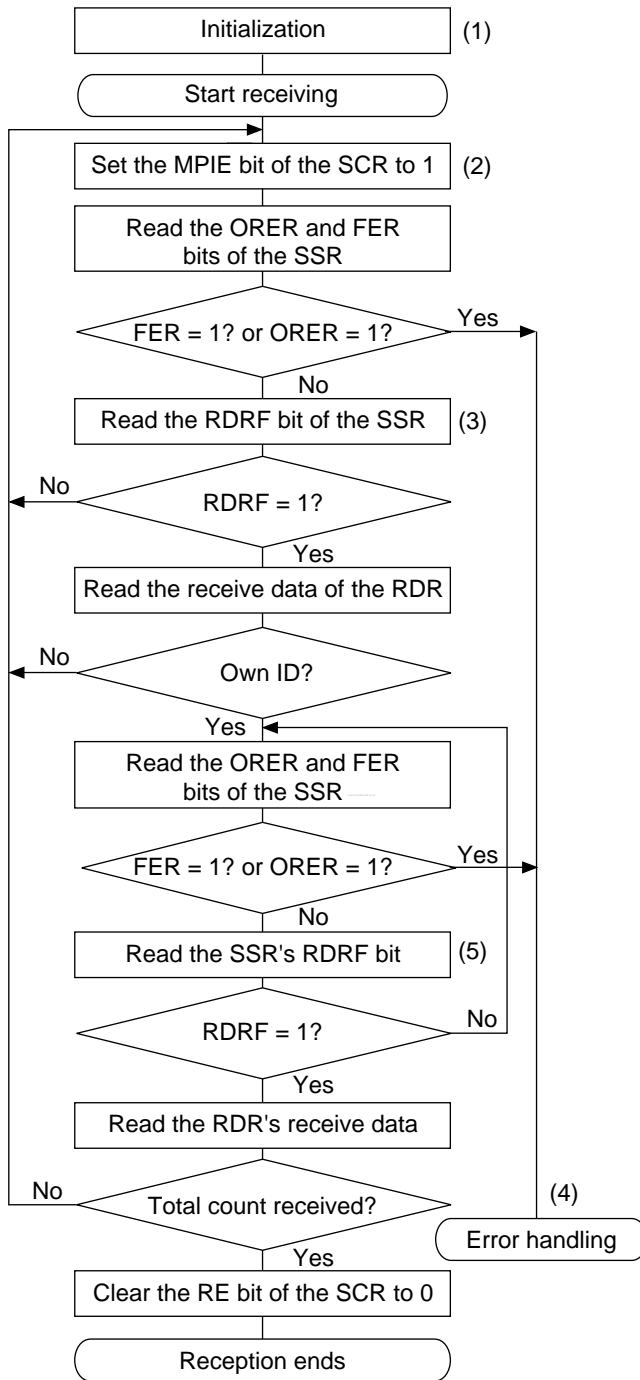 Initialization
(1)
Start receiving
Set the MPIE bit of the SCR to 1
(2)
Read the ORER and FER
bits of the SSR
FER = 1? or ORER = 1?
Yes
No
Read the RDRF bit of the SSR
(3)
No
RDRF = 1?
Yes
Read the receive data of the RDR
No
Own ID?
Yes
Read the ORER and FER
bits of the SSR
FER = 1? or ORER = 1?
Yes
No
Read the SSR's RDRF bit
(5)
RDRF = 1?
No
Yes
Read the RDR's receive data
No
Total count received?
(4)
Error handling
Yes
Clear the RE bit of the SCR to 0
Reception ends